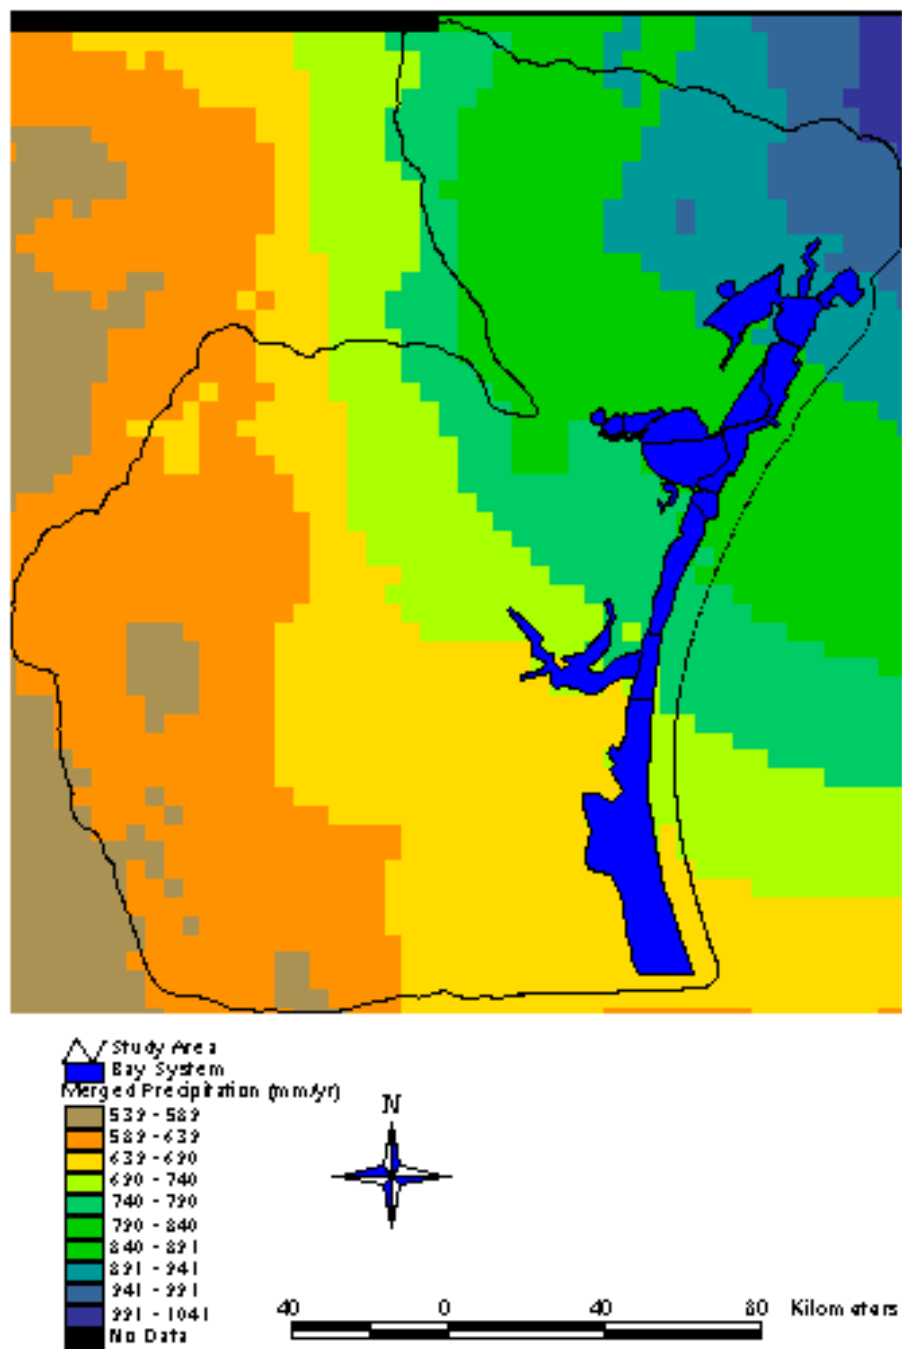 Study Area
Bay System
Merged Precipitation (mm/yr)
539 - 589
589 - 639
639 - 690
690 - 740
740 - 790
790 - 840
840 - 891
891 - 941
941 - 991
991 - 1041
No Data
N
40 0 40 80 Kilometers